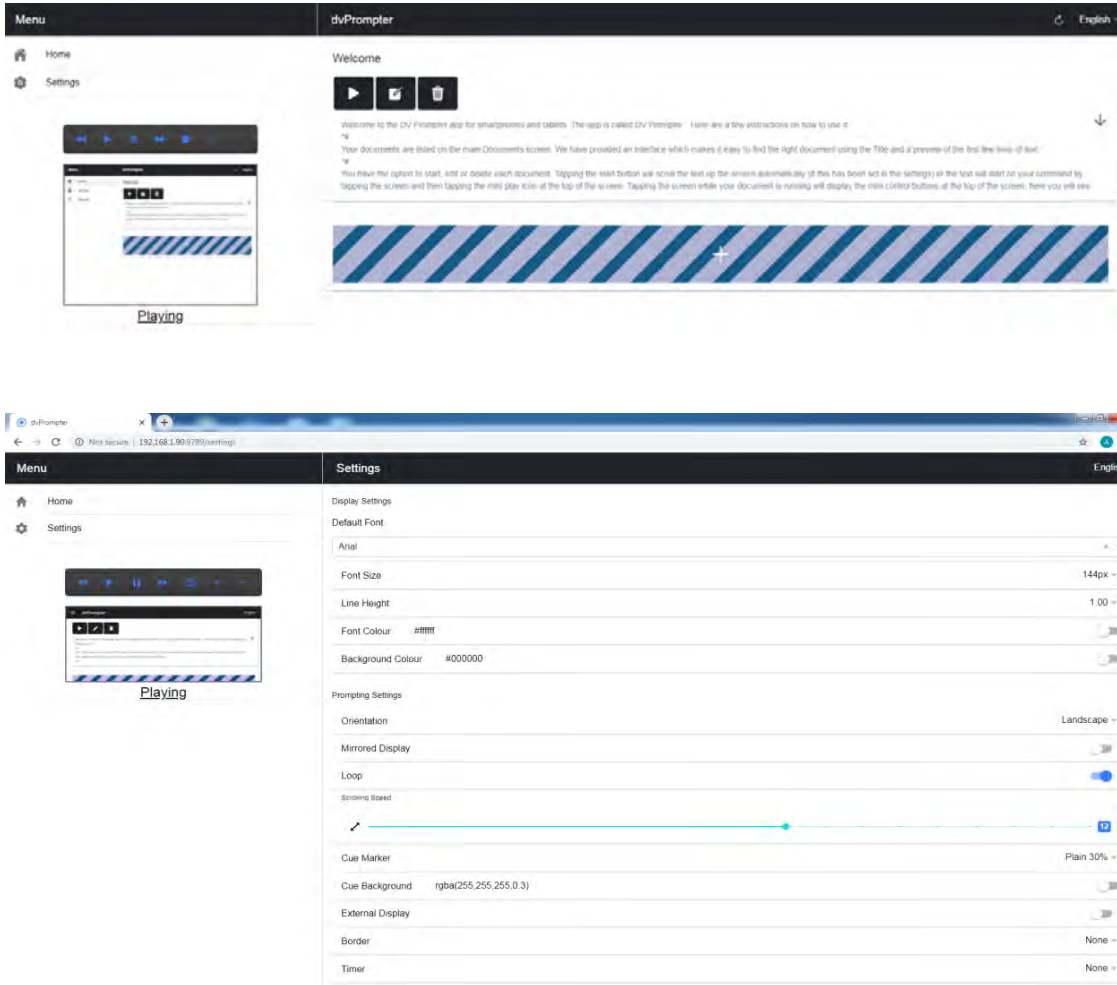 Menu
dvPrompter
English
Home
Settings
Welcome
Welcome to the DV Prompter app for smartphones and tablets. The app is called DV Prompter. Here are a few instructions on how to use it
Your documents are listed on the main Documents screen. We have provided an interface which makes it easy to find the right document using the Title and a preview of the first few lines of text.
You have the option to start, edit or delete each document. Tapping the start button will scroll the text up the screen automatically (if this has been set in the settings) or the text will start on your command by
tapping the screen and then tapping the mini play icon at the top of the screen. Tapping the screen while your document is running will display the mini control buttons at the top of the screen, here you will see
Playing
dvPrompter
Not secure | 192.168.1.90:9789/settings
Menu
Settings
Engli
Home
Settings
Display Settings
Default Font
Arial
Font Size 144px
Line Height 1.00
Font Colour #ffffff
Background Colour #000000
Playing
Prompting Settings
Orientation Landscape
Mirrored Display
Loop
Scrolling Speed
12
Cue Marker Plain 30%
Cue Background rgba(255,255,255,0.3)
External Display
Border None
Timer None